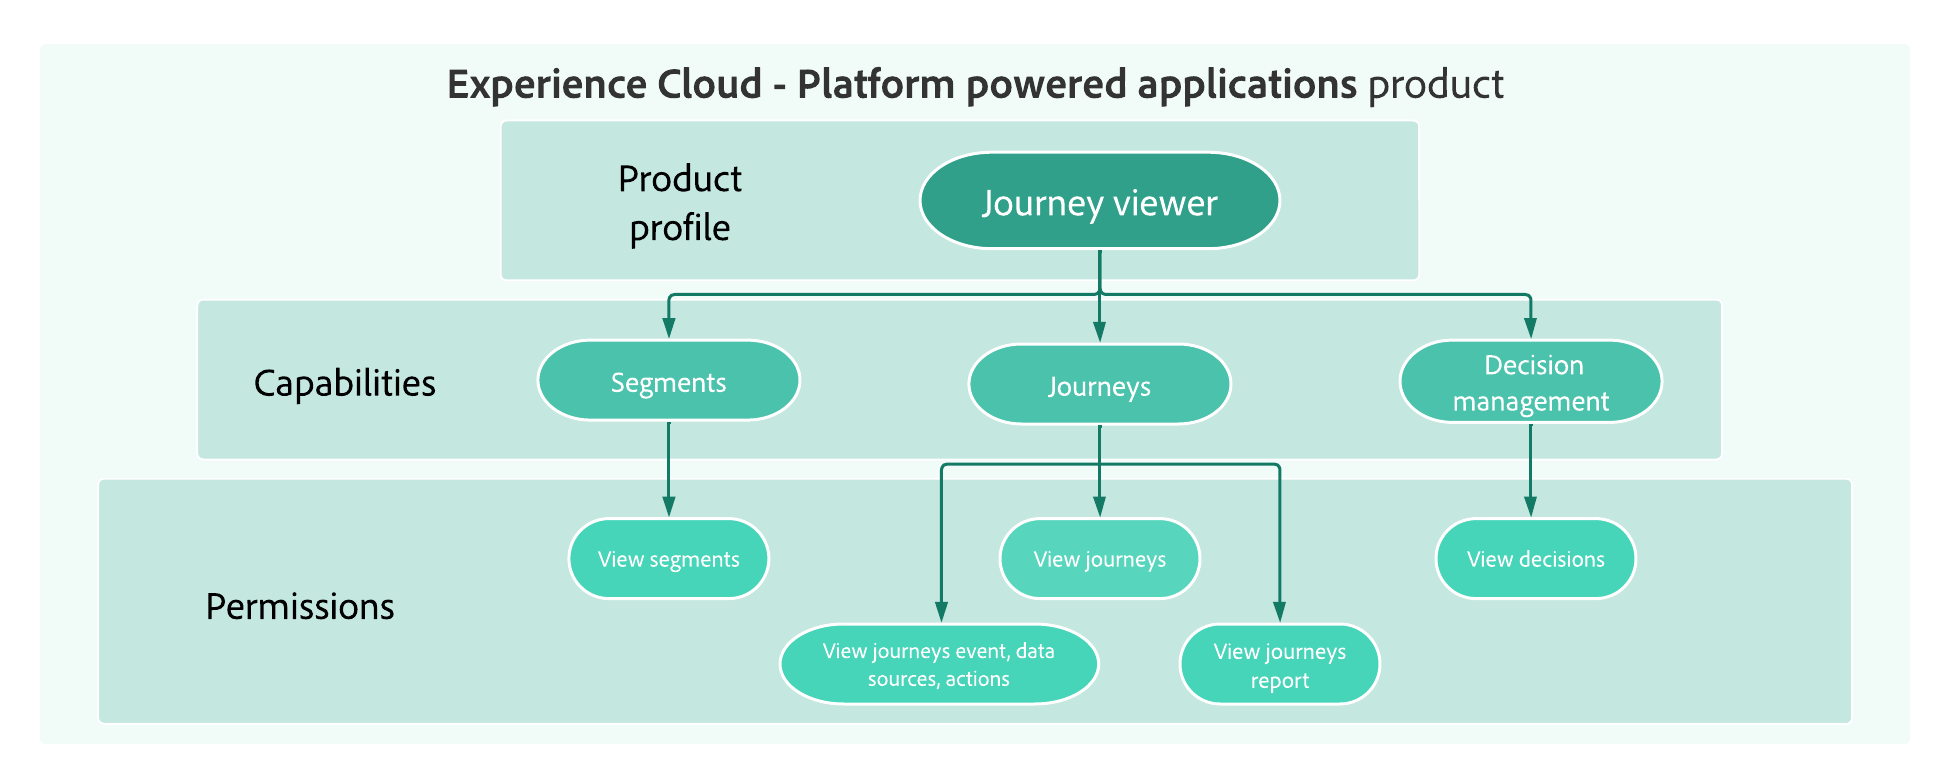 Experience Cloud - Platform powered applications product
Product
profile
Journey viewer
Capabilities
Segments
Journeys
Decision
management
Permissions
View segments
View journeys
View decisions
View journeys event, data
sources, actions
View journeys
report